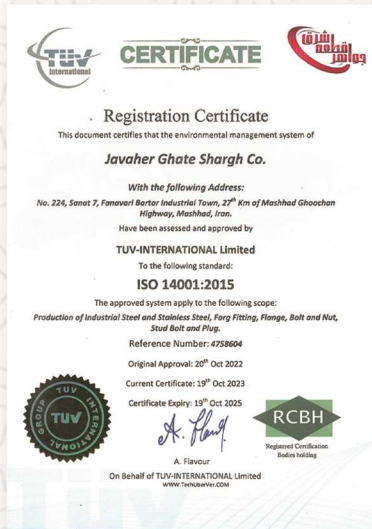 TÜV
International
CERTIFICATE
جواهر قطعه شرق
Registration Certificate
This document certifies that the environmental management system of
Javaher Ghate Shargh Co.
With the following Address:
No. 224, Sanat 7, Fanavari Bartar Industrial Town, 27th Km of Mashhad Ghoochan
Highway, Mashhad, Iran.
Have been assessed and approved by
TUV-INTERNATIONAL Limited
To the following standard:
ISO 14001:2015
The approved system apply to the following scope:
Production of Industrial Steel and Stainless Steel, Forg Fitting, Flange, Bolt and Nut,
Stud Bolt and Plug.
Reference Number: 4758604
Original Approval: 20th Oct 2022
Current Certificate: 19th Oct 2023
Certificate Expiry: 19th Oct 2025
TUV INTERNATIONAL GROUP
TUV
A. Flavour
RCBH
Registered Certification
Bodies holding
A. Flavour
On Behalf of TUV-INTERNATIONAL Limited